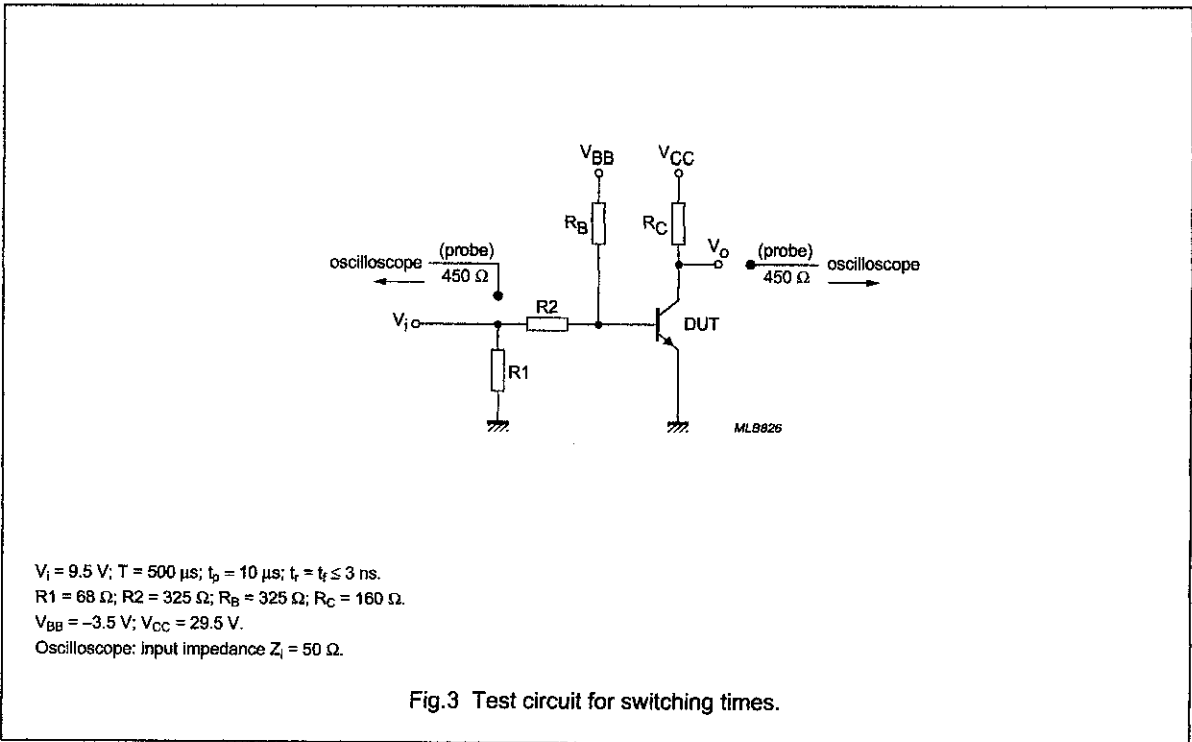 V_BB V_CC
R_B R_C
V_o
(probe) (probe)
oscilloscope oscilloscope
450 Ω 450 Ω
R2
V_i DUT
R1
MLB826
V_i = 9.5 V; T = 500 µs; t_p = 10 µs; t_r = t_f ≤ 3 ns.
R1 = 68 Ω; R2 = 325 Ω; R_B = 325 Ω; R_C = 160 Ω.
V_BB = −3.5 V; V_CC = 29.5 V.
Oscilloscope: input impedance Z_i = 50 Ω.
Fig.3 Test circuit for switching times.